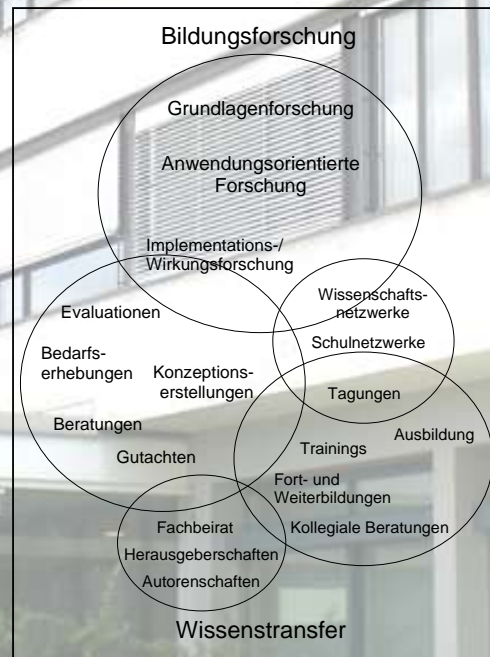 Bildungsforschung
Grundlagenforschung
Anwendungsorientierte
Forschung
Implementations-/
Wirkungsforschung
Wissenschafts-
netzwerke
Schulnetzwerke
Tagungen
Evaluationen
Bedarfs-
erhebungen
Konzeptions-
erstellungen
Beratungen
Gutachten
Ausbildung
Trainings
Fort- und
Weiterbildungen
Kollegiale Beratungen
Fachbeirat
Herausgeberschaften
Autorenschaften
Wissenstransfer